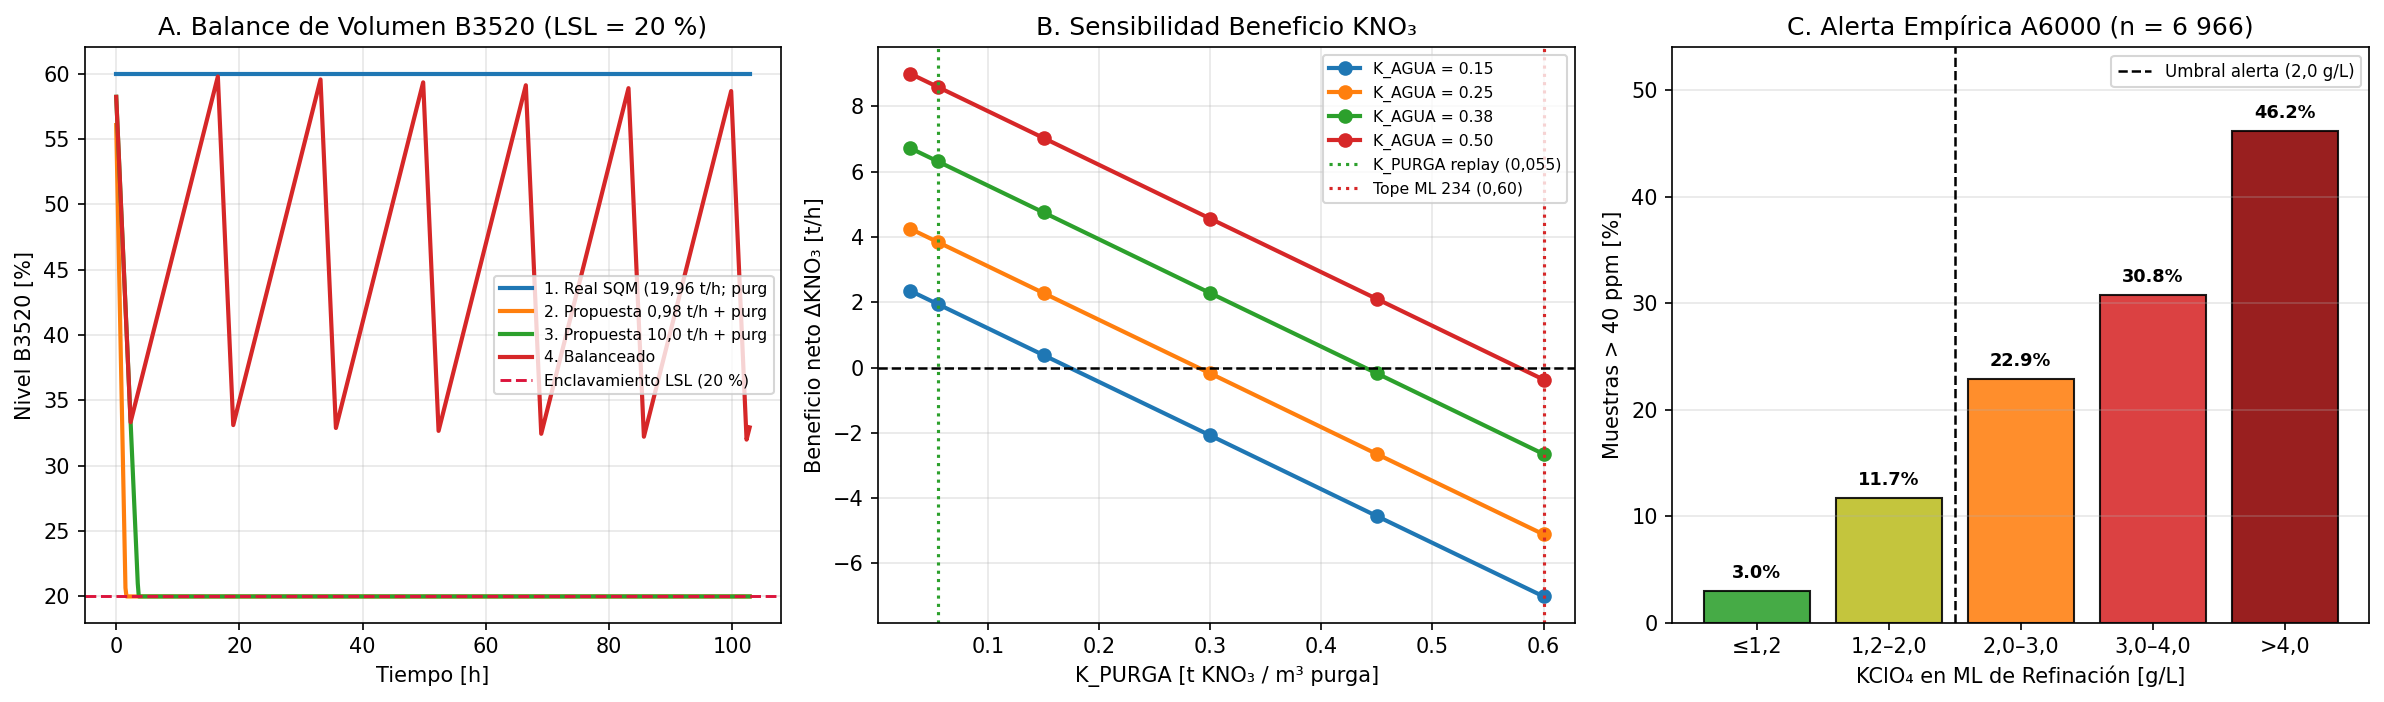 A. Balance de Volumen B3520 (LSL = 20 %)
Nivel B3520 [%]
60
55
50
45
40
35
30
25
20
1. Real SQM (19,96 t/h; purg
2. Propuesta 0,98 t/h + purg
3. Propuesta 10,0 t/h + purg
4. Balanceado
Enclavamiento LSL (20 %)
0 20 40 60 80 100
Tiempo [h]
B. Sensibilidad Beneficio KNO₃
Beneficio neto ΔKNO₃ [t/h]
8
6
4
2
0
−2
−4
−6
K_AGUA = 0.15
K_AGUA = 0.25
K_AGUA = 0.38
K_AGUA = 0.50
K_PURGA replay (0,055)
Tope ML 234 (0,60)
0.1 0.2 0.3 0.4 0.5 0.6
K_PURGA [t KNO₃ / m³ purga]
C. Alerta Empírica A6000 (n = 6 966)
Muestras > 40 ppm [%]
50
40
30
20
10
0
Umbral alerta (2,0 g/L)
3.0%
11.7%
22.9%
30.8%
46.2%
≤1,2 1,2–2,0 2,0–3,0 3,0–4,0 >4,0
KClO₄ en ML de Refinación [g/L]